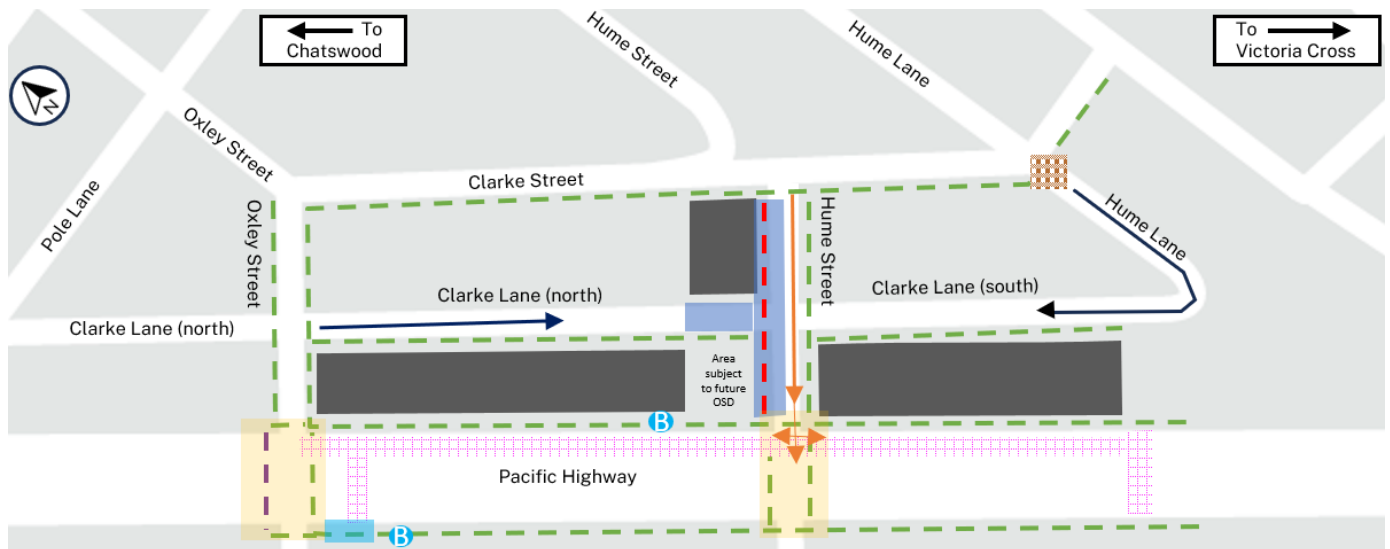 To
Chatswood
To
Victoria Cross
N
Hume Street
Hume Lane
Oxley Street
Clarke Street
Pole Lane
Oxley Street
Hume Street
Hume Lane
Clarke Lane (north)
Clarke Lane (south)
Clarke Lane (north)
Area
subject
to future
OSD
B
Pacific Highway
B